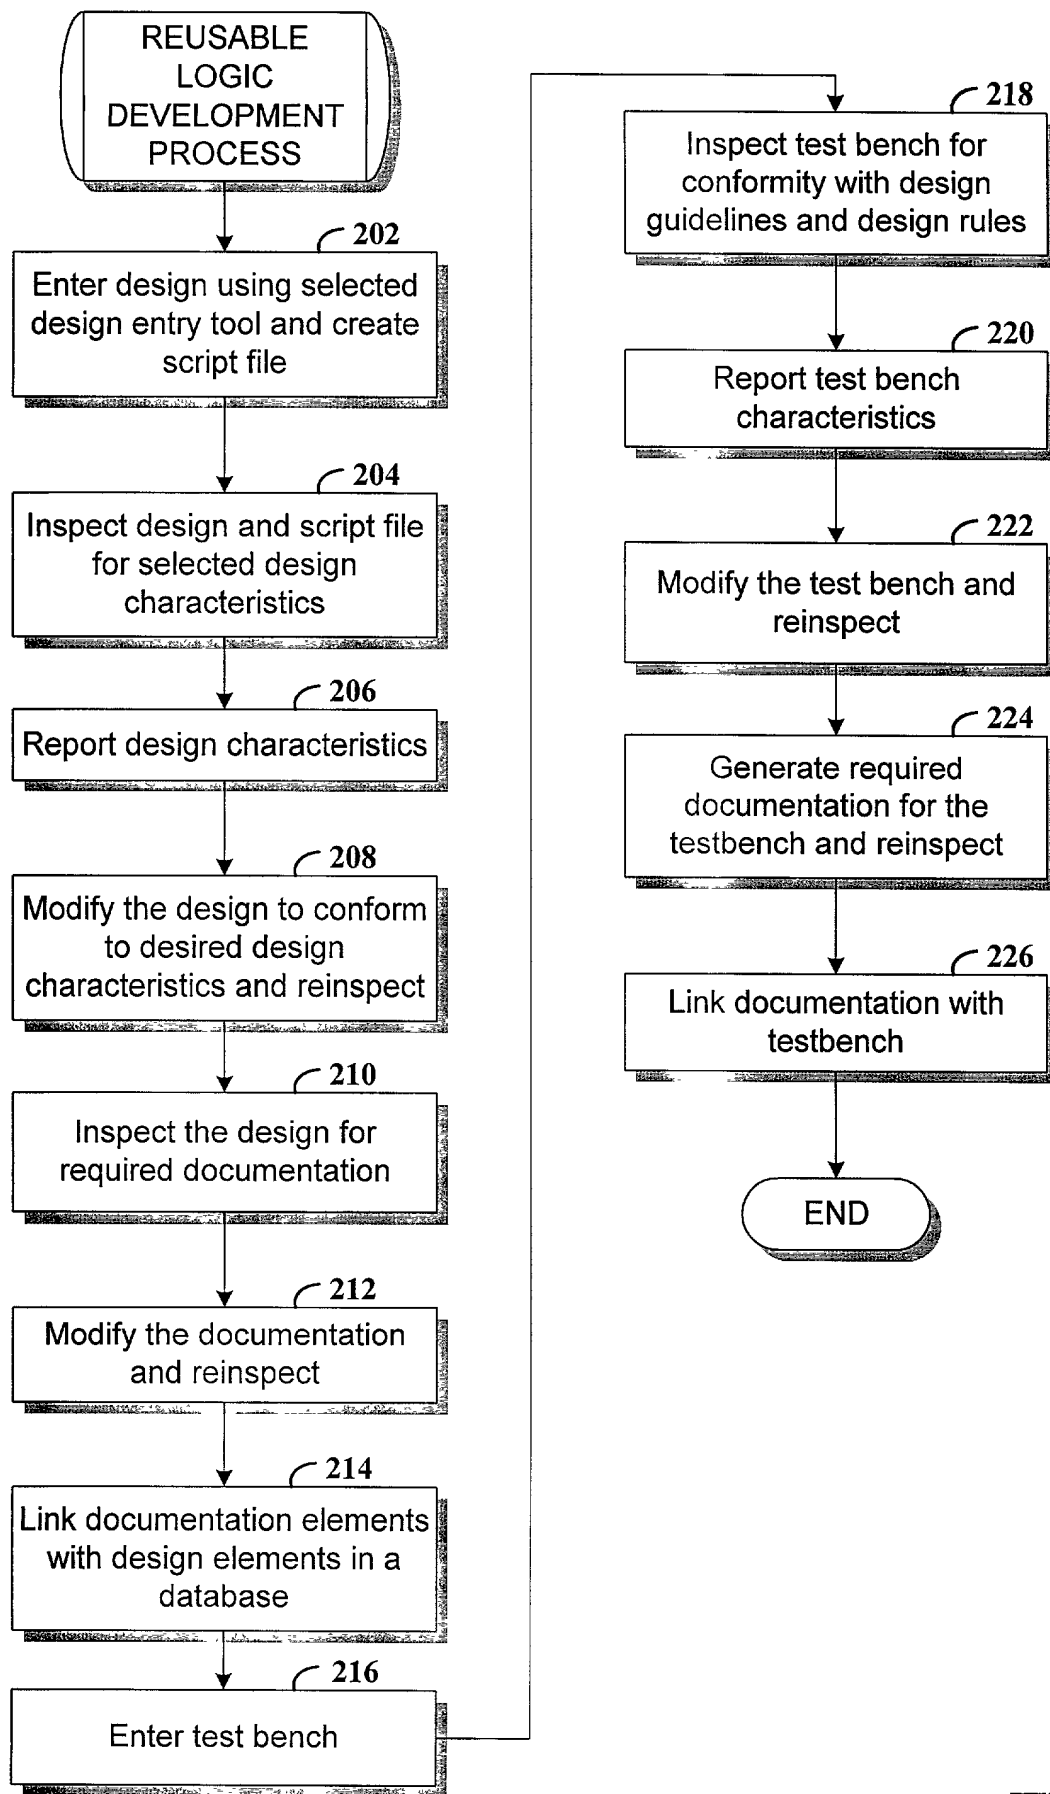 REUSABLE
LOGIC
DEVELOPMENT
PROCESS
202
Enter design using selected
design entry tool and create
script file
204
Inspect design and script file
for selected design
characteristics
206
Report design characteristics
208
Modify the design to conform
to desired design
characteristics and reinspect
210
Inspect the design for
required documentation
212
Modify the documentation
and reinspect
214
Link documentation elements
with design elements in a
database
216
Enter test bench
218
Inspect test bench for
conformity with design
guidelines and design rules
220
Report test bench
characteristics
222
Modify the test bench and
reinspect
224
Generate required
documentation for the
testbench and reinspect
226
Link documentation with
testbench
END